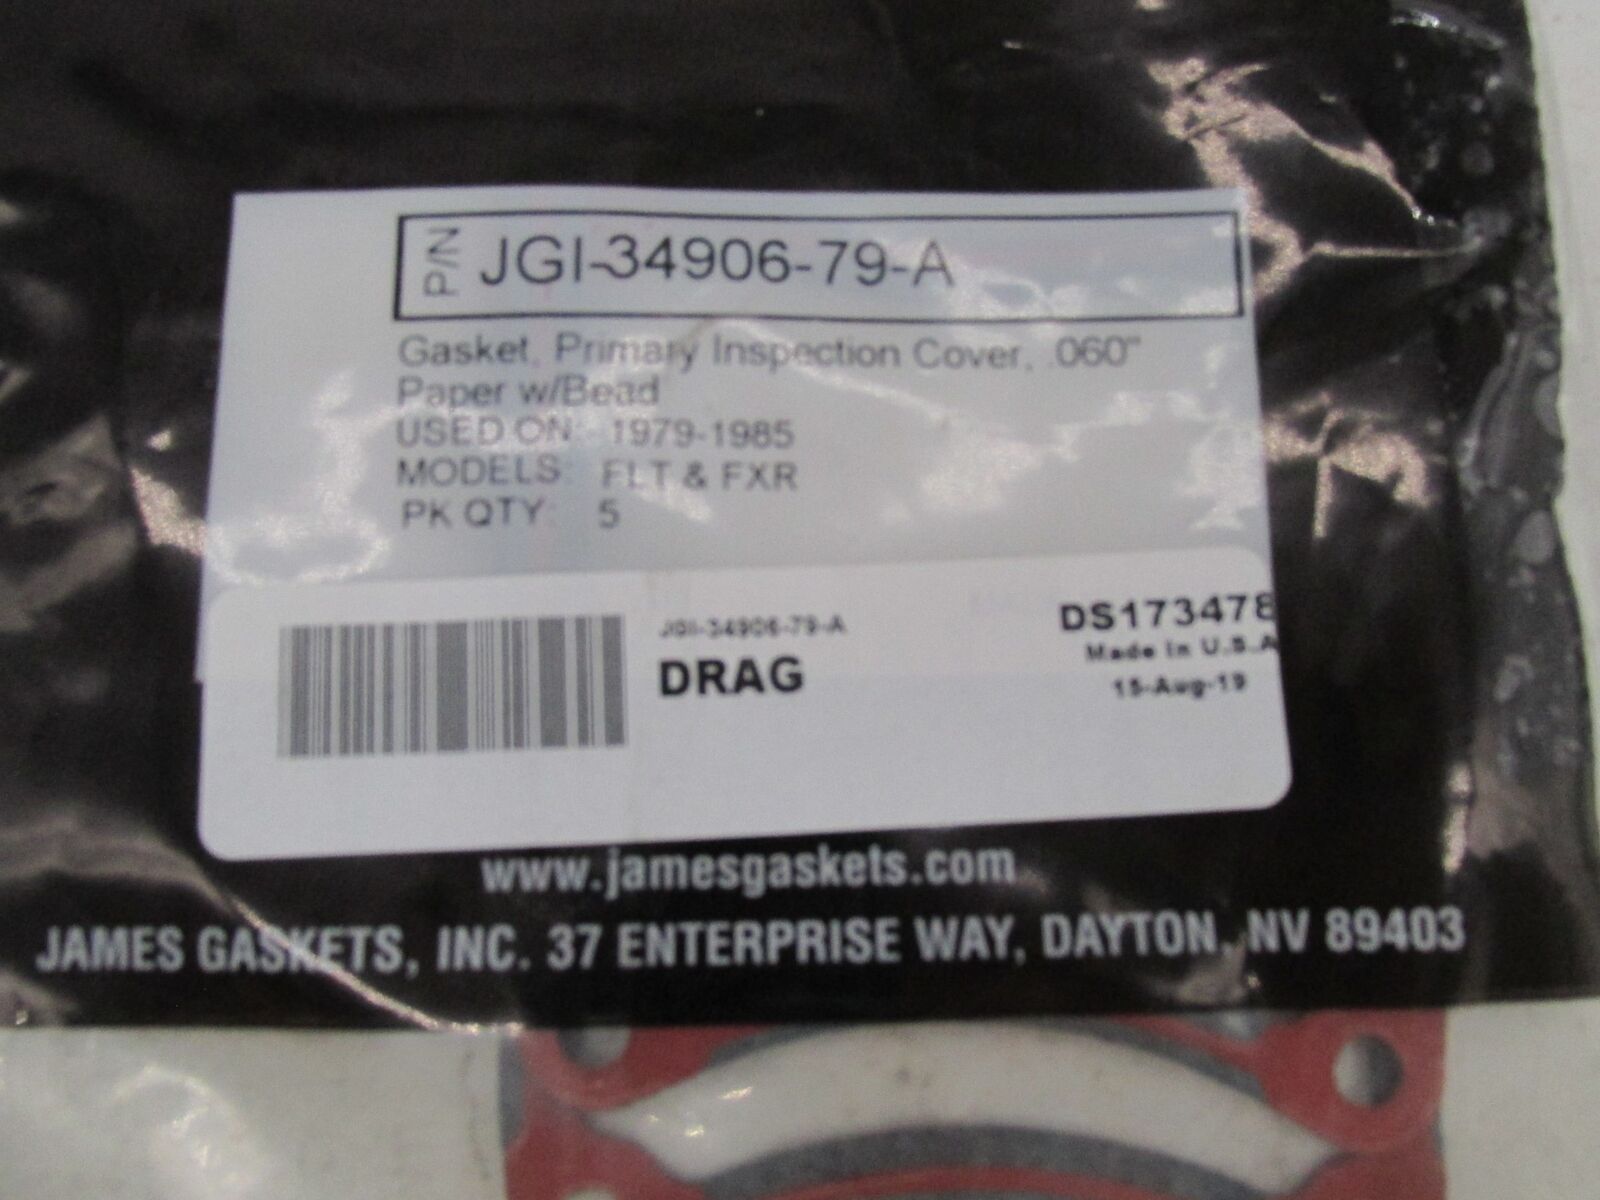 P/N JGI-34906-79-A
Gasket, Primary Inspection Cover, .060"
Paper w/Bead
USED ON: 1979-1985
MODELS: FLT & FXR
PK QTY: 5
JGI-34906-79-A
DRAG
DS173478
Made in U.S.A
15-Aug-19
www.jamesgaskets.com
JAMES GASKETS, INC. 37 ENTERPRISE WAY, DAYTON, NV 89403